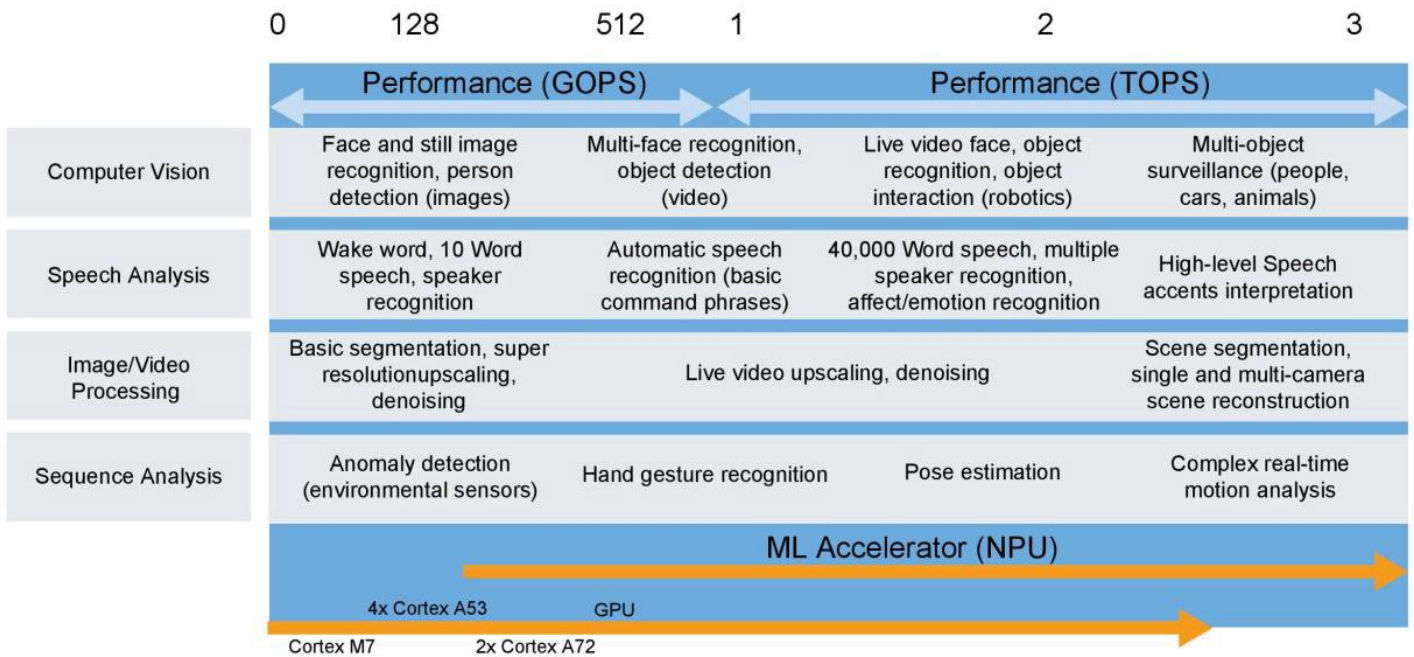 0 128 512 1 2 3
Performance (GOPS) Performance (TOPS)
Computer Vision
Face and still image
recognition, person
detection (images)
Multi-face recognition,
object detection
(video)
Live video face, object
recognition, object
interaction (robotics)
Multi-object
surveillance (people,
cars, animals)
Speech Analysis
Wake word, 10 Word
speech, speaker
recognition
Automatic speech
recognition (basic
command phrases)
40,000 Word speech, multiple
speaker recognition,
affect/emotion recognition
High-level Speech
accents interpretation
Image/Video
Processing
Basic segmentation, super
resolutionupscaling,
denoising
Live video upscaling, denoising
Scene segmentation,
single and multi-camera
scene reconstruction
Sequence Analysis
Anomaly detection
(environmental sensors)
Hand gesture recognition
Pose estimation
Complex real-time
motion analysis
ML Accelerator (NPU)
4x Cortex A53 GPU
Cortex M7 2x Cortex A72